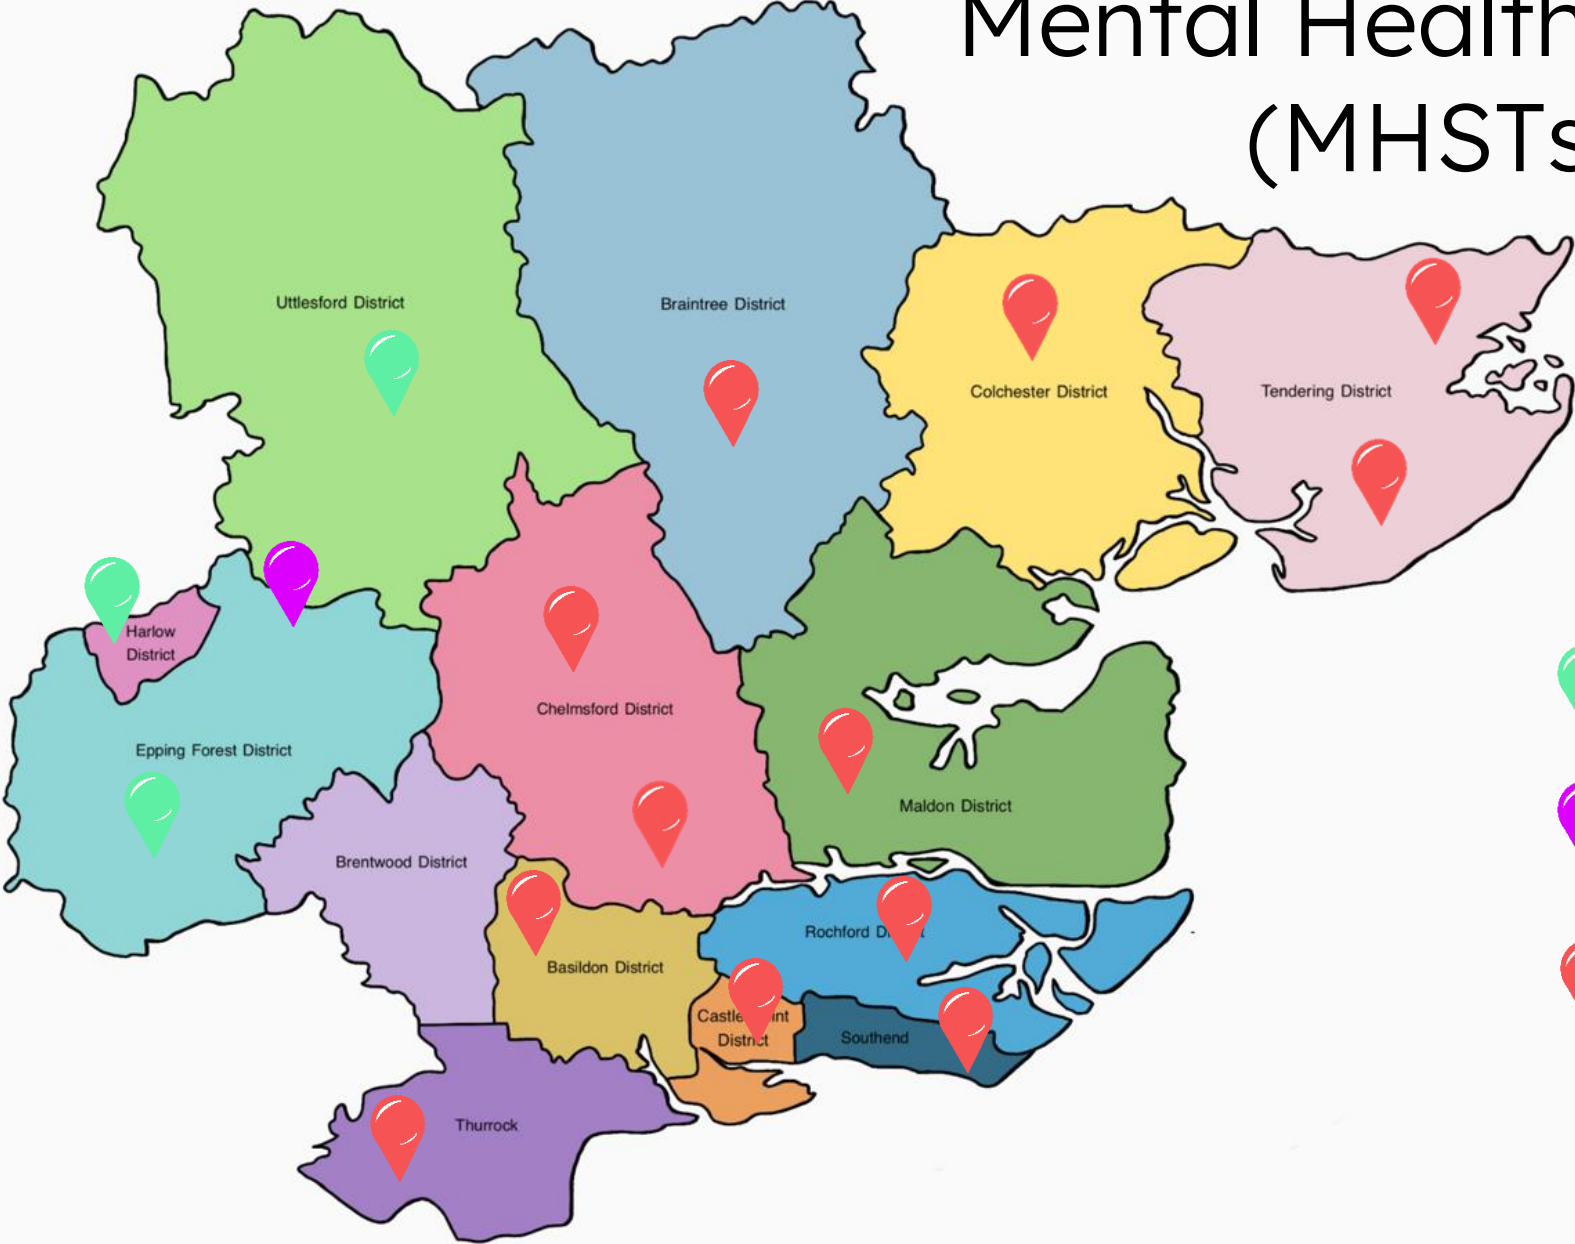 Mental Health
(MHSTs
Uttlesford District
Braintree District
Colchester District
Tendering District
Harlow
District
Chelmsford District
Epping Forest District
Maldon District
Brentwood District
Rochford
Basildon District
District
Southend
Thurrock